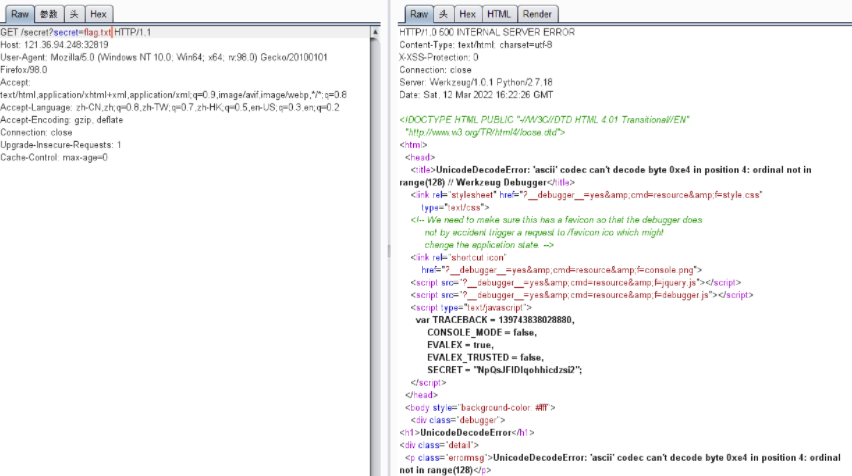 Raw 参数 头 Hex
GET /secret?secret=flag.txt HTTP/1.1
Host: 121.36.94.248:32819
User-Agent: Mozilla/5.0 (Windows NT 10.0; Win64; x64; rv:98.0) Gecko/20100101
Firefox/98.0
Accept:
text/html,application/xhtml+xml,application/xml;q=0.9,image/avif,image/webp,*/*;q=0.8
Accept-Language: zh-CN,zh;q=0.8,zh-TW;q=0.7,zh-HK;q=0.5,en-US;q=0.3,en;q=0.2
Accept-Encoding: gzip, deflate
Connection: close
Upgrade-Insecure-Requests: 1
Cache-Control: max-age=0
Raw 头 Hex HTML Render
HTTP/1.0 500 INTERNAL SERVER ERROR
Content-Type: text/html; charset=utf-8
X-XSS-Protection: 0
Connection: close
Server: Werkzeug/1.0.1 Python/2.7.18
Date: Sat, 12 Mar 2022 16:22:26 GMT
<!DOCTYPE HTML PUBLIC "-//W3C//DTD HTML 4.01 Transitional//EN"
"http://www.w3.org/TR/html4/loose.dtd">
<html>
<head>
<title>UnicodeDecodeError: 'ascii' codec can't decode byte 0xe4 in position 4: ordinal not in
range(128) // Werkzeug Debugger</title>
<link rel="stylesheet" href="?__debugger__=yes&amp;cmd=resource&amp;f=style.css"
type="text/css">
<!-- We need to make sure this has a favicon so that the debugger does
not by accident trigger a request to /favicon.ico which might
change the application state. -->
<link rel="shortcut icon"
href="?__debugger__=yes&amp;cmd=resource&amp;f=console.png">
<script src="?__debugger__=yes&amp;cmd=resource&amp;f=jquery.js"></script>
<script src="?__debugger__=yes&amp;cmd=resource&amp;f=debugger.js"></script>
<script type="text/javascript">
var TRACEBACK = 139743838028880,
CONSOLE_MODE = false,
EVALEX = true,
EVALEX_TRUSTED = false,
SECRET = "NpQsJFlDlqohhicdzsi2";
</script>
</head>
<body style="background-color: #fff">
<div class="debugger">
<h1>UnicodeDecodeError</h1>
<div class="detail">
<p class="errormsg">UnicodeDecodeError: 'ascii' codec can't decode byte 0xe4 in position 4: ordinal
not in range(128)</p>